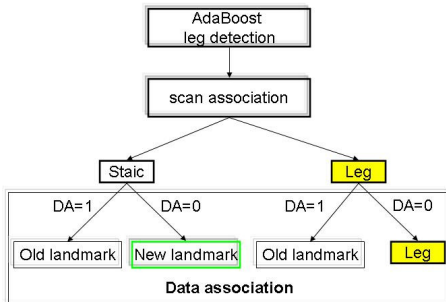 AdaBoost
leg detection
scan association
Staic
Leg
DA=1
DA=0
DA=1
DA=0
Old landmark
New landmark
Old landmark
Leg
Data association